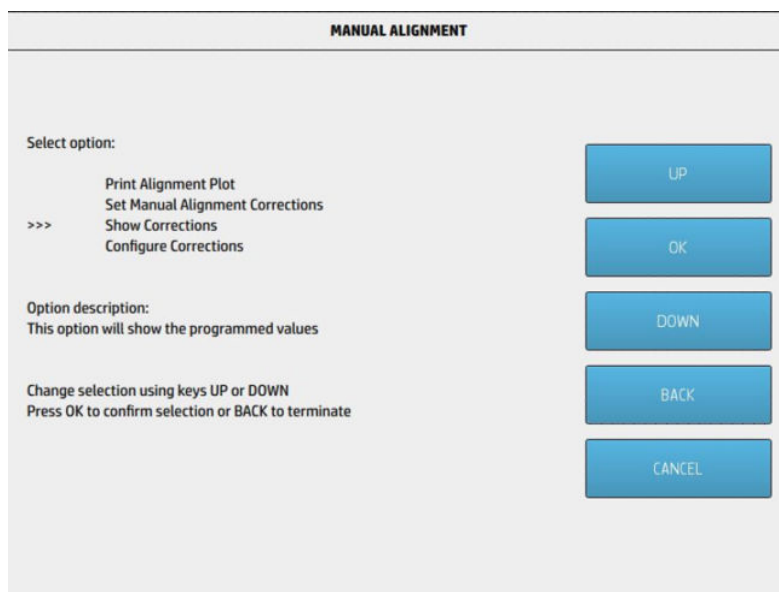 MANUAL ALIGNMENT
Select option:
Print Alignment Plot
Set Manual Alignment Corrections
>>> Show Corrections
Configure Corrections
Option description:
This option will show the programmed values
Change selection using keys UP or DOWN
Press OK to confirm selection or BACK to terminate
UP
OK
DOWN
BACK
CANCEL